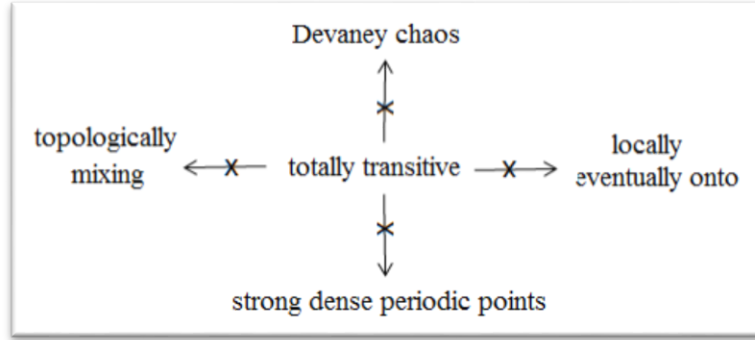 Devaney chaos
topologically
mixing
totally transitive
locally
eventually onto
strong dense periodic points